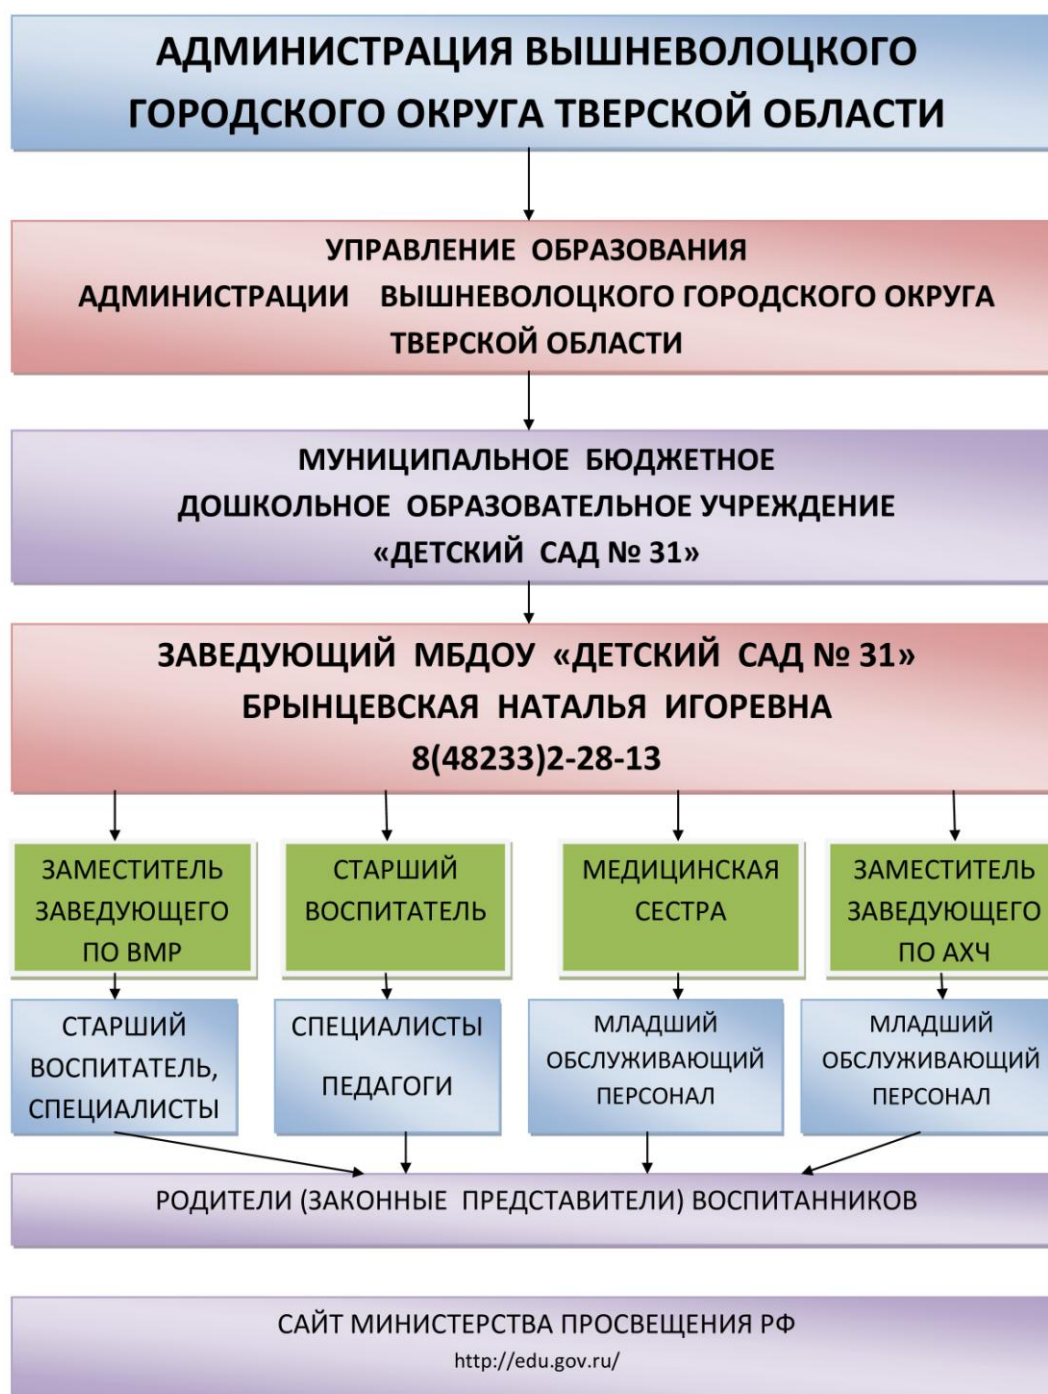 АДМИНИСТРАЦИЯ ВЫШНЕВОЛОЦКОГО
ГОРОДСКОГО ОКРУГА ТВЕРСКОЙ ОБЛАСТИ
УПРАВЛЕНИЕ ОБРАЗОВАНИЯ
АДМИНИСТРАЦИИ ВЫШНЕВОЛОЦКОГО ГОРОДСКОГО ОКРУГА
ТВЕРСКОЙ ОБЛАСТИ
МУНИЦИПАЛЬНОЕ БЮДЖЕТНОЕ
ДОШКОЛЬНОЕ ОБРАЗОВАТЕЛЬНОЕ УЧРЕЖДЕНИЕ
«ДЕТСКИЙ САД № 31»
ЗАВЕДУЮЩИЙ МБДОУ «ДЕТСКИЙ САД № 31»
БРЫНЦЕВСКАЯ НАТАЛЬЯ ИГОРЕВНА
8(48233)2-28-13
ЗАМЕСТИТЕЛЬ
ЗАВЕДУЮЩЕГО
ПО ВМР
СТАРШИЙ
ВОСПИТАТЕЛЬ
МЕДИЦИНСКАЯ
СЕСТРА
ЗАМЕСТИТЕЛЬ
ЗАВЕДУЮЩЕГО
ПО АХЧ
СТАРШИЙ
ВОСПИТАТЕЛЬ,
СПЕЦИАЛИСТЫ
СПЕЦИАЛИСТЫ
ПЕДАГОГИ
МЛАДШИЙ
ОБСЛУЖИВАЮЩИЙ
ПЕРСОНАЛ
МЛАДШИЙ
ОБСЛУЖИВАЮЩИЙ
ПЕРСОНАЛ
РОДИТЕЛИ (ЗАКОННЫЕ ПРЕДСТАВИТЕЛИ) ВОСПИТАННИКОВ
САЙТ МИНИСТЕРСТВА ПРОСВЕЩЕНИЯ РФ
http://edu.gov.ru/